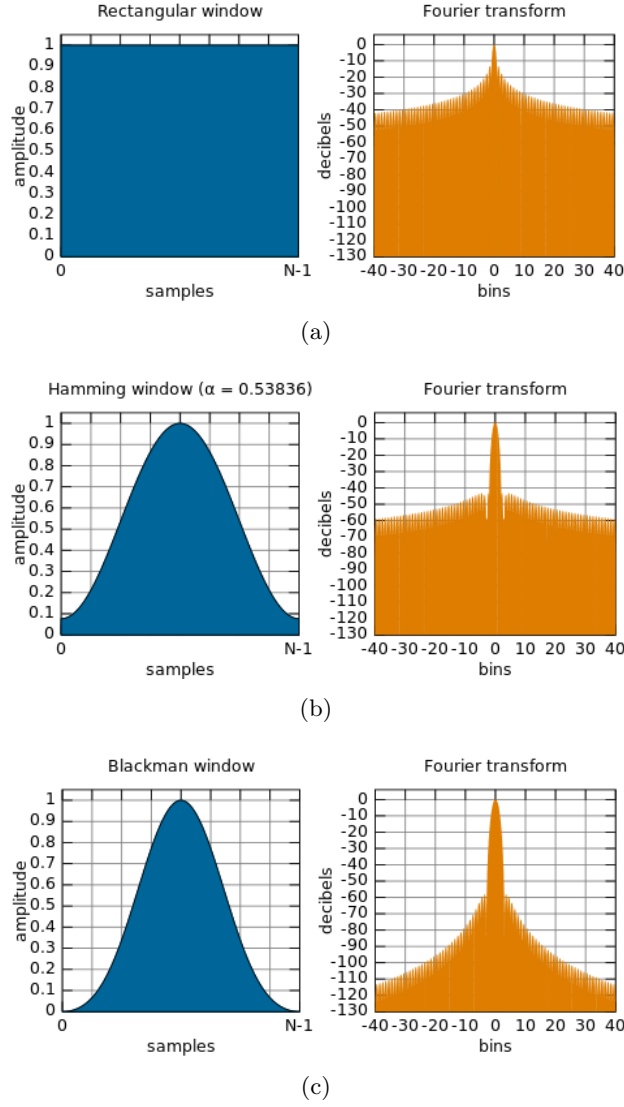 Rectangular window
1
0.9
0.8
0.7
0.6
0.5
0.4
0.3
0.2
0.1
0
amplitude
0 N-1
samples
Fourier transform
0
-10
-20
-30
-40
-50
-60
-70
-80
-90
-100
-110
-120
-130
decibels
-40 -30 -20 -10 0 10 20 30 40
bins
(a)
Hamming window (α = 0.53836)
1
0.9
0.8
0.7
0.6
0.5
0.4
0.3
0.2
0.1
0
amplitude
0 N-1
samples
Fourier transform
0
-10
-20
-30
-40
-50
-60
-70
-80
-90
-100
-110
-120
-130
decibels
-40 -30 -20 -10 0 10 20 30 40
bins
(b)
Blackman window
1
0.9
0.8
0.7
0.6
0.5
0.4
0.3
0.2
0.1
0
amplitude
0 N-1
samples
Fourier transform
0
-10
-20
-30
-40
-50
-60
-70
-80
-90
-100
-110
-120
-130
decibels
-40 -30 -20 -10 0 10 20 30 40
bins
(c)